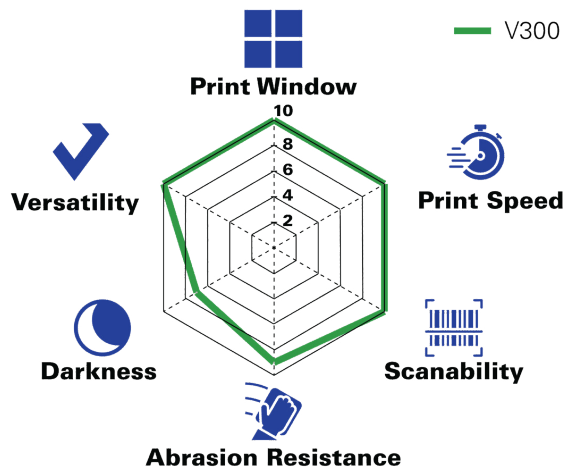 V300
Print Window
10
8
6
4
2
Versatility
Print Speed
Darkness
Scanability
Abrasion Resistance